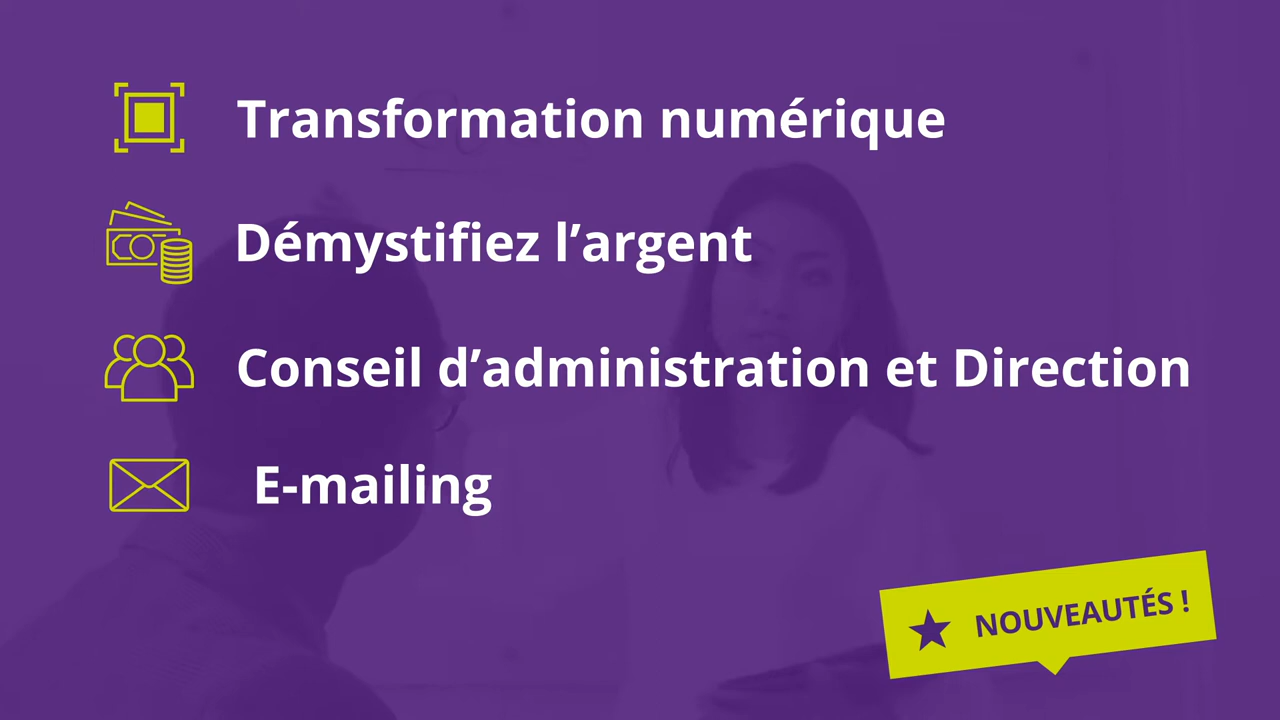 Transformation numérique
Démystifiez l’argent
Conseil d’administration et Direction
E-mailing
NOUVEAUTÉS !